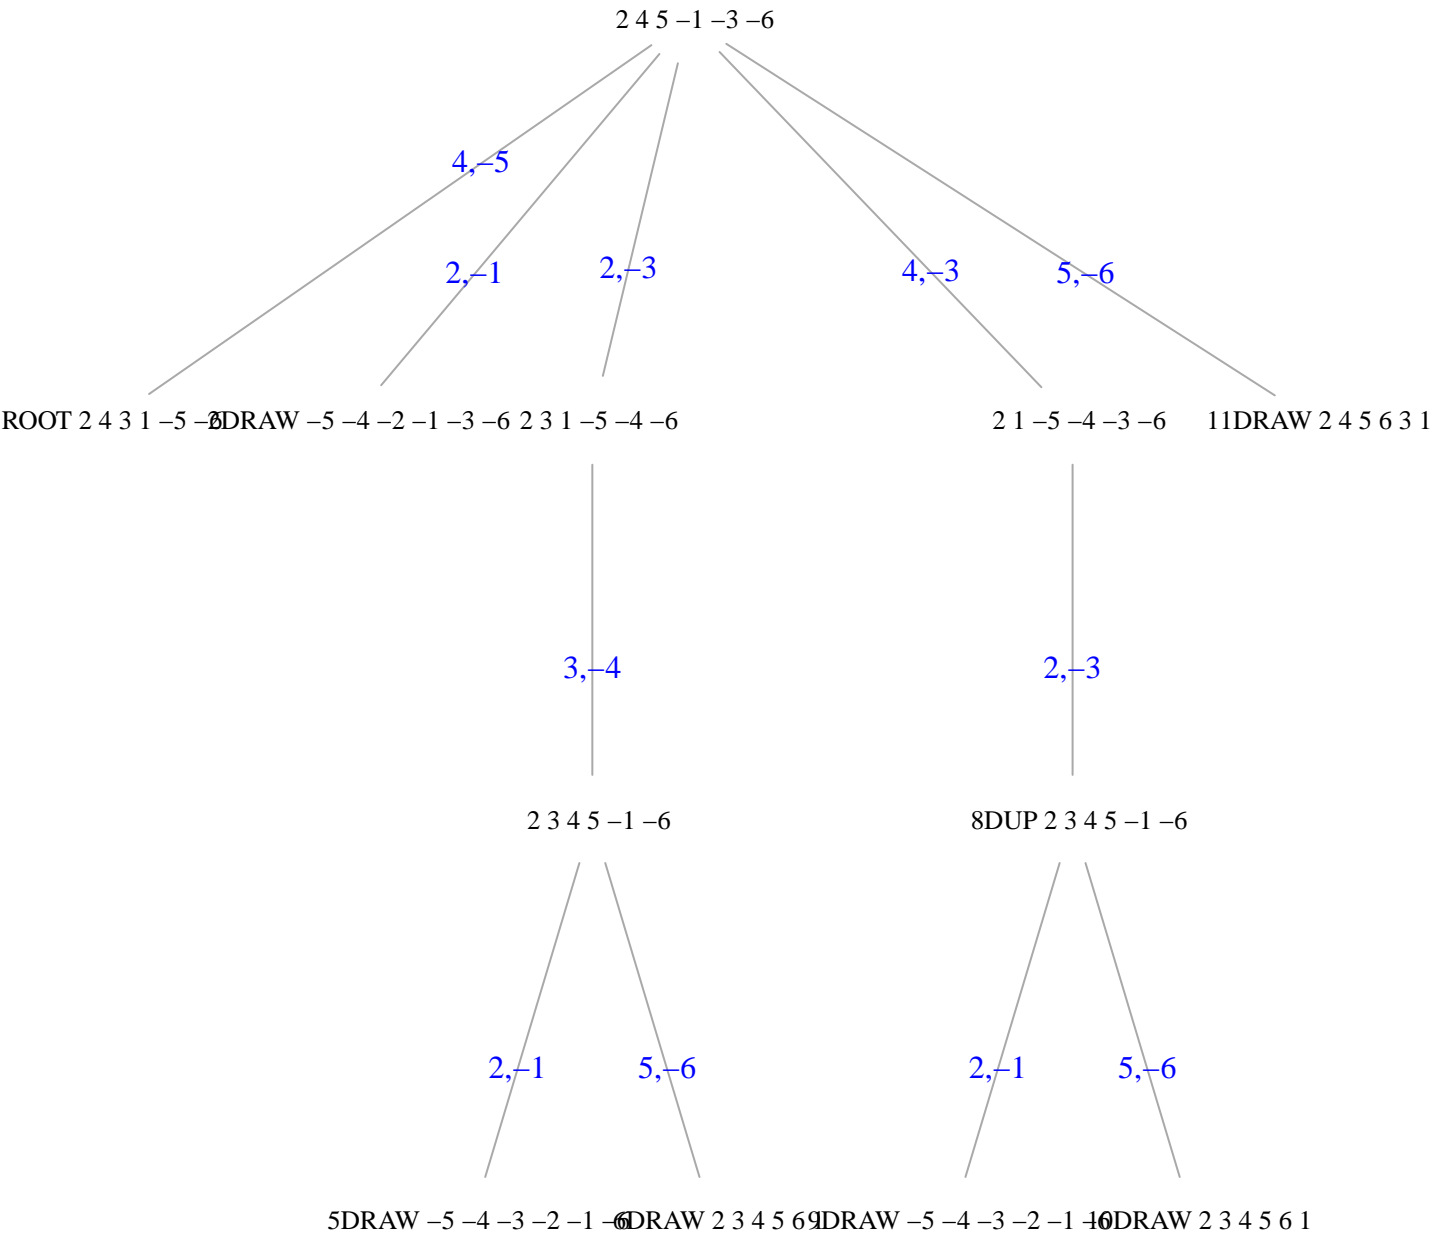 2 4 5 –1 –3 –6
4,–5
2,–1
2,–3
4,–3
5,–6
ROOT 2 4 3 1 –5 –6
2DRAW –5 –4 –2 –1 –3 –6
2 3 1 –5 –4 –6
2 1 –5 –4 –3 –6
11DRAW 2 4 5 6 3 1
3,–4
2,–3
2 3 4 5 –1 –6
8DUP 2 3 4 5 –1 –6
2,–1
5,–6
2,–1
5,–6
5DRAW –5 –4 –3 –2 –1 –6
6DRAW 2 3 4 5 6 1
9DRAW –5 –4 –3 –2 –1 –6
10DRAW 2 3 4 5 6 1